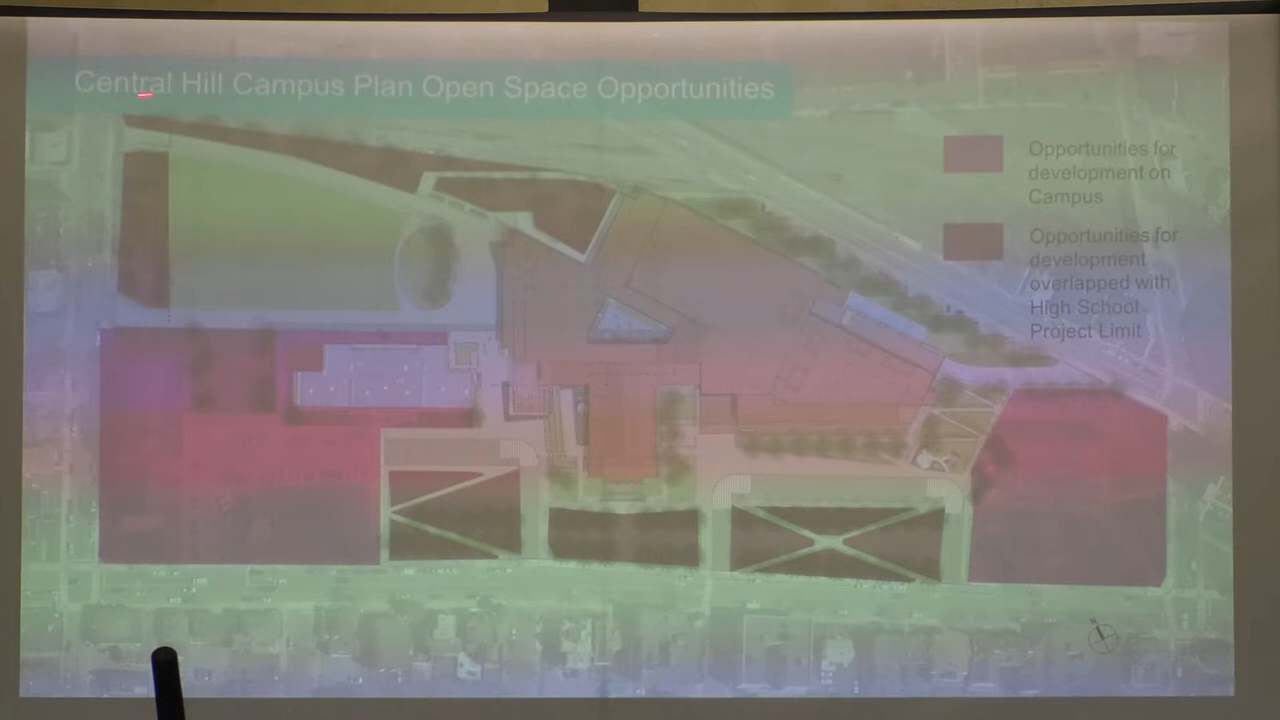 Central Hill Campus Plan Open Space Opportunities
Opportunities for
development on
Campus
Opportunities for
development
overlapped with
High School
Project Limit
N